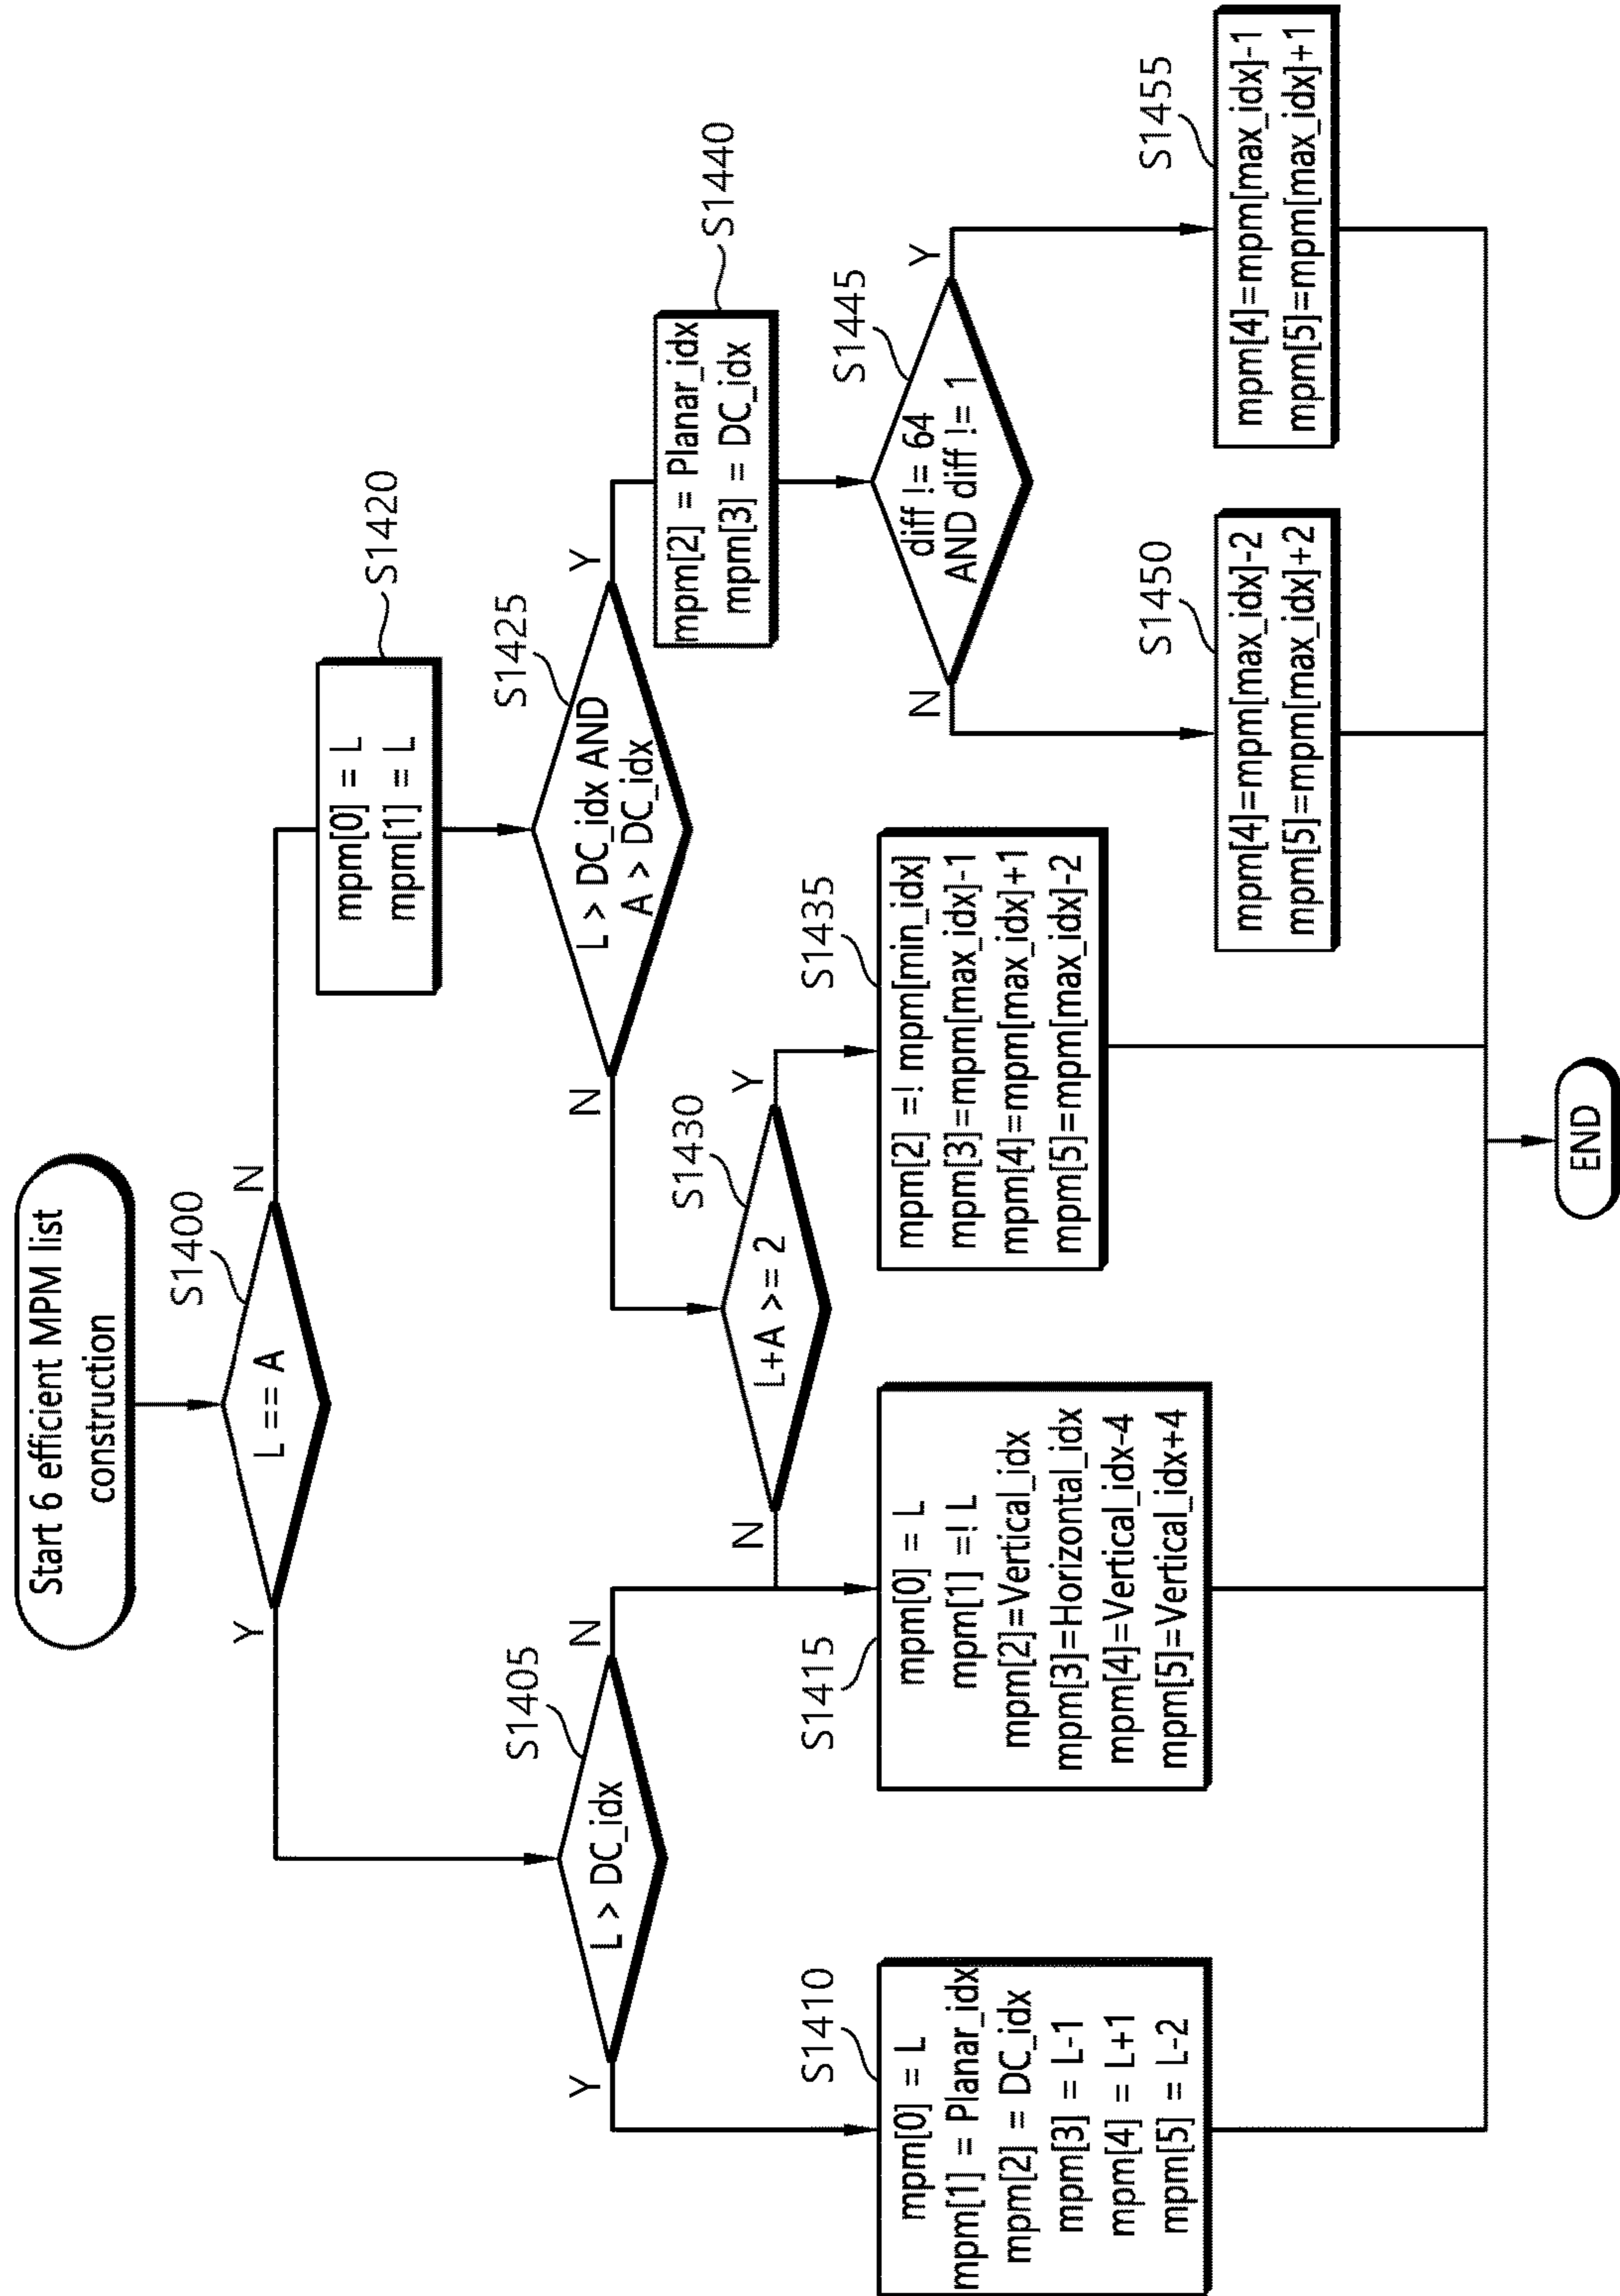 Start 6 efficient MPM list
construction
S1400
L == A
Y
N
S1405
L > DC_idx
Y
N
S1410
mpm[0] = L
mpm[1] = Planar_idx
mpm[2] = DC_idx
mpm[3] = L-1
mpm[4] = L+1
mpm[5] = L-2
S1415
mpm[0] = L
mpm[1] =! L
mpm[2]=Vertical_idx
mpm[3]=Horizontal_idx
mpm[4]=Vertical_idx-4
mpm[5]=Vertical_idx+4
S1420
mpm[0] = L
mpm[1] = L
S1425
L > DC_idx AND
A > DC_idx
N
Y
S1430
L+A >= 2
N
Y
S1435
mpm[2] =! mpm[min_idx]
mpm[3]=mpm[max_idx]-1
mpm[4]=mpm[max_idx]+1
mpm[5]=mpm[max_idx]-2
S1440
mpm[2] = Planar_idx
mpm[3] = DC_idx
S1445
diff != 64
AND diff != 1
N
Y
S1450
mpm[4]=mpm[max_idx]-2
mpm[5]=mpm[max_idx]+2
S1455
mpm[4]=mpm[max_idx]-1
mpm[5]=mpm[max_idx]+1
END